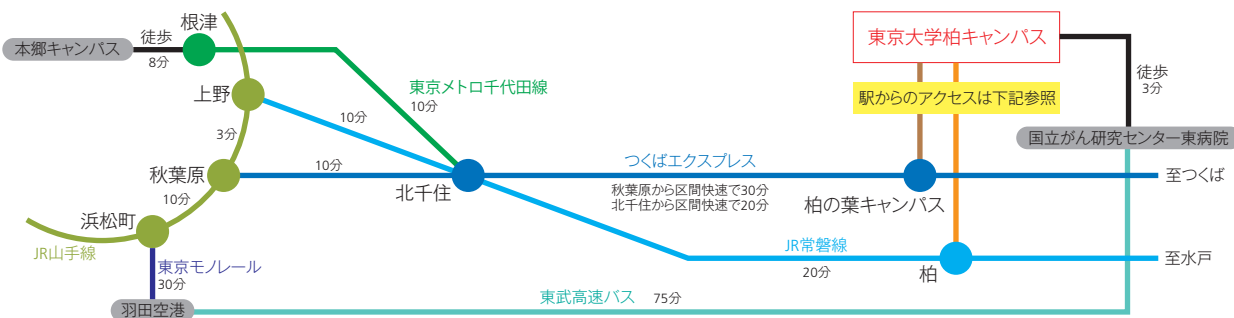 根津
本郷キャンパス
徒歩
8分
東京メトロ千代田線
10分
上野
10分
3分
秋葉原
10分
北千住
つくばエクスプレス
秋葉原から区間快速で30分
北千住から区間快速で20分
10分
浜松町
JR山手線
東京モノレール
30分
羽田空港
東武高速バス 75分
JR常磐線
20分
柏
至水戸
柏の葉キャンパス
至つくば
東京大学柏キャンパス
駅からのアクセスは下記参照
徒歩
3分
国立がん研究センター東病院